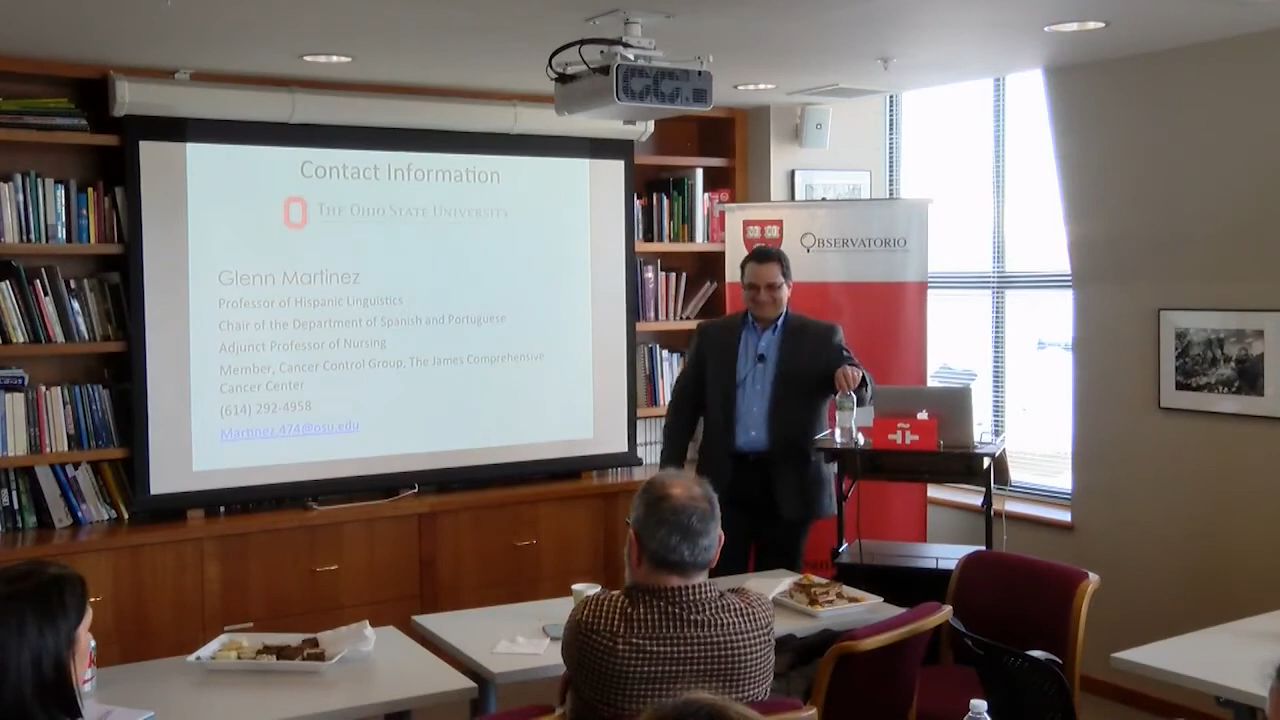 Contact Information
THE OHIO STATE UNIVERSITY
Glenn Martinez
Professor of Hispanic Linguistics
Chair of the Department of Spanish and Portuguese
Adjunct Professor of Nursing
Member, Cancer Control Group, The James Comprehensive
Cancer Center
(614) 292-4958
Martinez.474@osu.edu
OBSERVATORIO